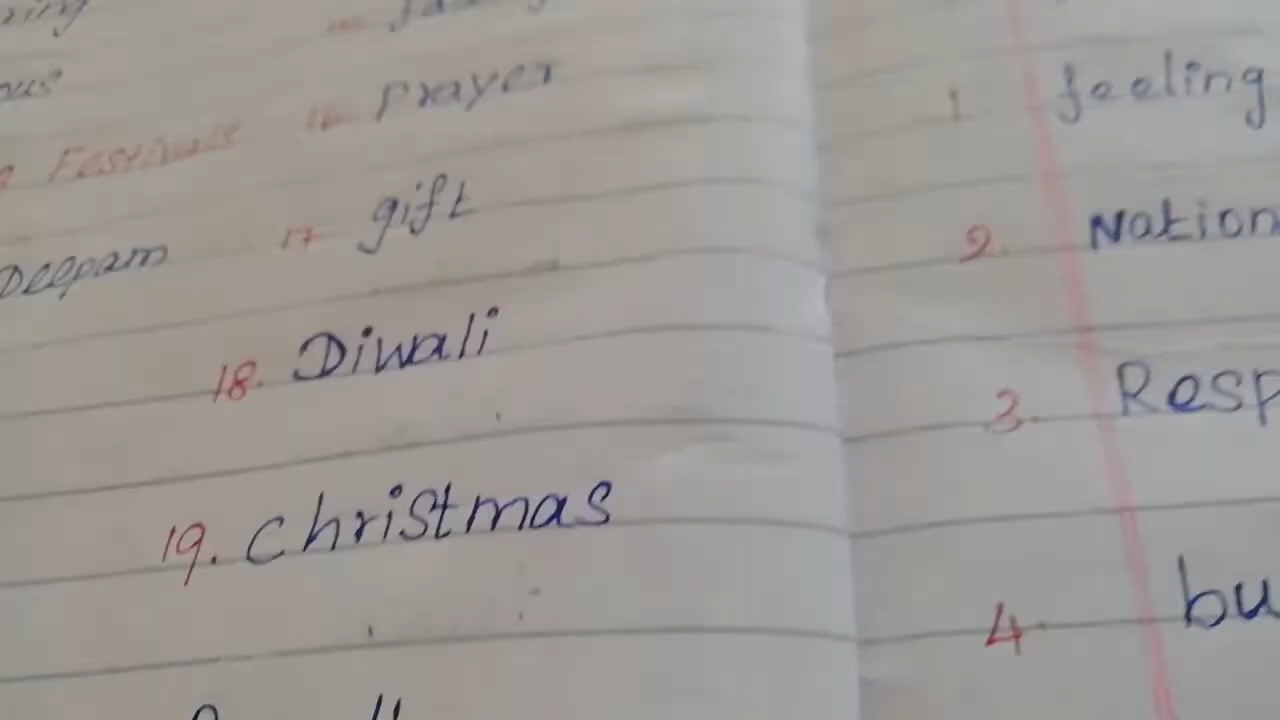 Prayer
Festivals
17 gift
Deepam
18. Diwali
19. Christmas
1 feeling
2. Nation
3. Resp
4. bu